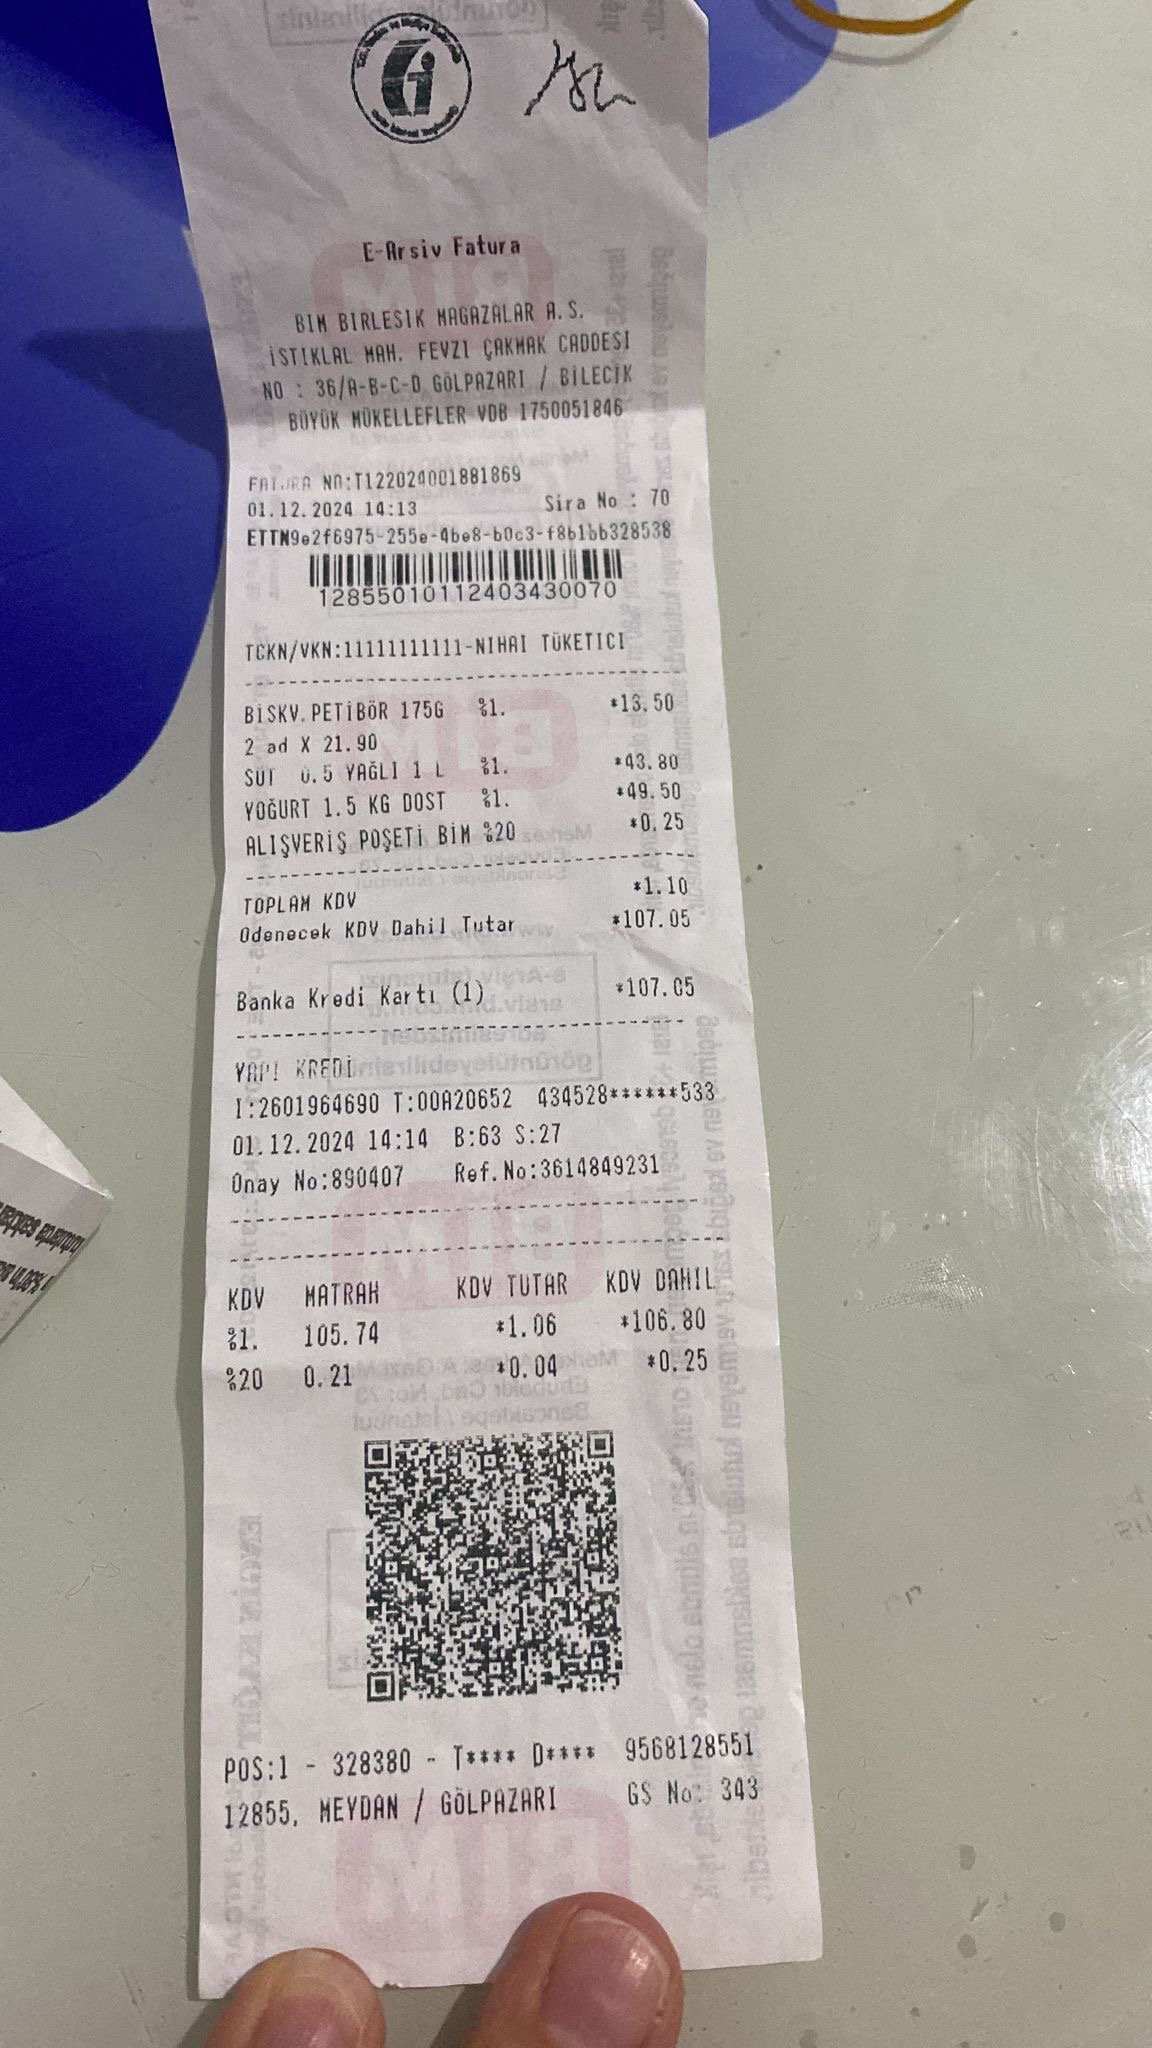 E-Arsiv Fatura
BIM BIRLESIK MAGAZALAR A.S.
İSTIKLAL MAH. FEVZI ÇAKMAK CADDESI
NO : 36/A-B-C-D GÖLPAZARI / BİLECİK
BÜYÜK MÜKELLEFLER VDB 1750051846
FATURA NO:T122024001881869
01.12.2024 14:13 Sira No : 70
ETTN9e2f6975-255e-4be8-b0c3-f8b1bb328538
12855010112403430070
TCKN/VKN:11111111111-NIHAI TÜKETICI
BİSKV.PETİBÖR 175G %1. *13.50
2 ad X 21.90
SÜT 0.5 YAĞLI 1 L %1. *43.80
YOĞURT 1.5 KG DOST %1. *49.50
ALIŞVERİŞ POŞETİ BİM %20 *0.25
TOPLAM KDV *1.10
Odenecek KDV Dahil Tutar *107.05
Banka Kredi Kartı (1) *107.05
YAPI KREDİ
I:2601964690 T:00A20652 434528******533
01.12.2024 14:14 B:63 S:27
Onay No:890407 Ref.No:3614849231
KDV MATRAH KDV TUTAR KDV DAHIL
%1. 105.74 *1.06 *106.80
%20 0.21 *0.04 *0.25
POS:1 - 328380 - T**** D**** 9568128551
12855, MEYDAN / GÖLPAZARI GS No: 343